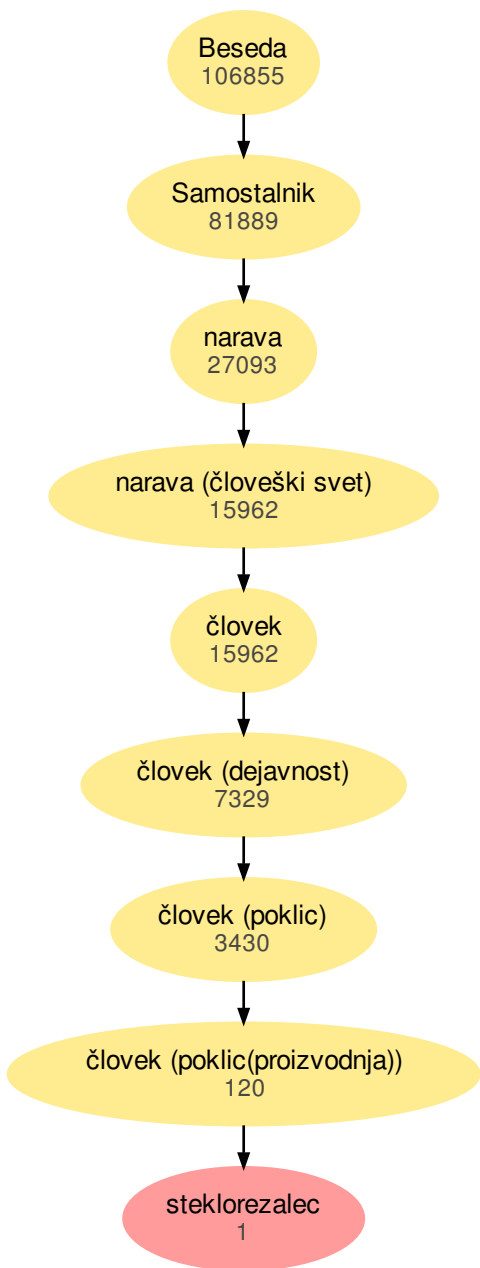 Beseda
106855
Samostalnik
81889
narava
27093
narava (človeški svet)
15962
človek
15962
človek (dejavnost)
7329
človek (poklic)
3430
človek (poklic(proizvodnja))
120
steklorezalec
1